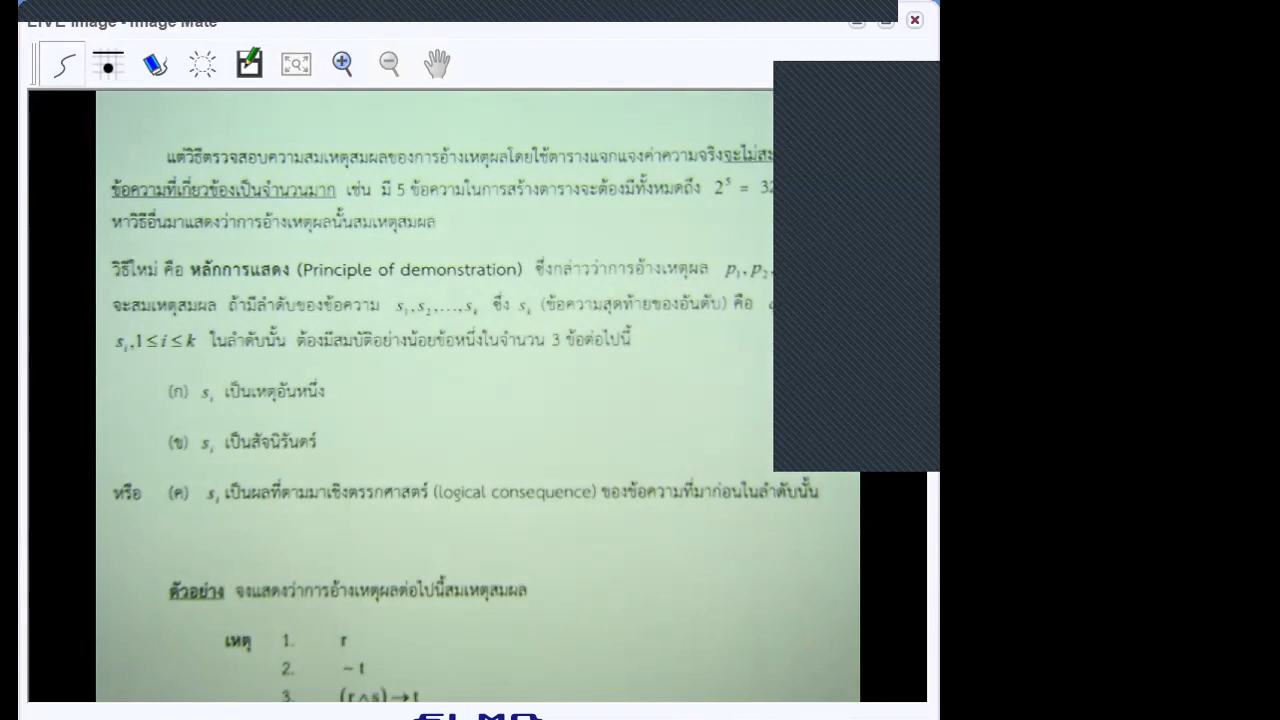 LIVE Image - Image Mate
แต่วิธีตรวจสอบความสมเหตุสมผลของการอ้างเหตุผลโดยใช้ตารางแจกแจงค่าความจริงจะไม่สะ
ข้อความที่เกี่ยวข้องเป็นจำนวนมาก เช่น มี 5 ข้อความในการสร้างตารางจะต้องมีทั้งหมดถึง 2⁵ = 32
หาวิธีอื่นมาแสดงว่าการอ้างเหตุผลนั้นสมเหตุสมผล
วิธีใหม่ คือ หลักการแสดง (Principle of demonstration) ซึ่งกล่าวว่าการอ้างเหตุผล p₁, p₂,
จะสมเหตุสมผล ถ้ามีลำดับของข้อความ s₁,s₂,...,sₖ ซึ่ง sₖ (ข้อความสุดท้ายของอันดับ) คือ
sᵢ,1≤i≤k ในลำดับนั้น ต้องมีสมบัติอย่างน้อยข้อหนึ่งในจำนวน 3 ข้อต่อไปนี้
(ก) sᵢ เป็นเหตุอันหนึ่ง
(ข) sᵢ เป็นสัจนิรันดร์
หรือ (ค) sᵢ เป็นผลที่ตามมาเชิงตรรกศาสตร์ (logical consequence) ของข้อความที่มาก่อนในลำดับนั้น
ตัวอย่าง จงแสดงว่าการอ้างเหตุผลต่อไปนี้สมเหตุสมผล
เหตุ 1. r
2. ~ t
3. (r ∧ s) → t
ELMO